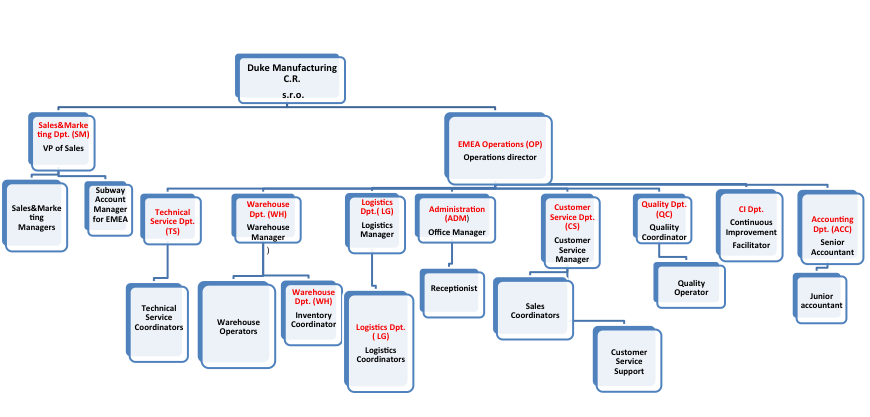 Duke Manufacturing
C.R.
s.r.o.
Sales&Marke
ting Dpt. (SM)
VP of Sales
EMEA Operations (OP)
Operations director
Sales&Marke
ting
Managers
Subway
Account
Manager
for EMEA
Technical
Service Dpt.
(TS)
Warehouse
Dpt. (WH)
Warehouse
Manager
)
Logistics
Dpt.( LG)
Logistics
Manager
Administration
(ADM)
Office Manager
Customer
Service Dpt.
(CS)
Customer
Service
Manager
Quality Dpt.
(QC)
Qualiity
Coordinator
CI Dpt.
Continuous
Improvement
Facilitator
Accounting
Dpt. (ACC)
Senior
Accountant
Technical
Service
Coordinators
Warehouse
Operators
Warehouse
Dpt. (WH)
Inventory
Coordinator
Logistics Dpt.
( LG)
Logistics
Coordinators
Receptionist
Sales
Coordinators
Customer
Service
Support
Quality
Operator
Junior
accountant